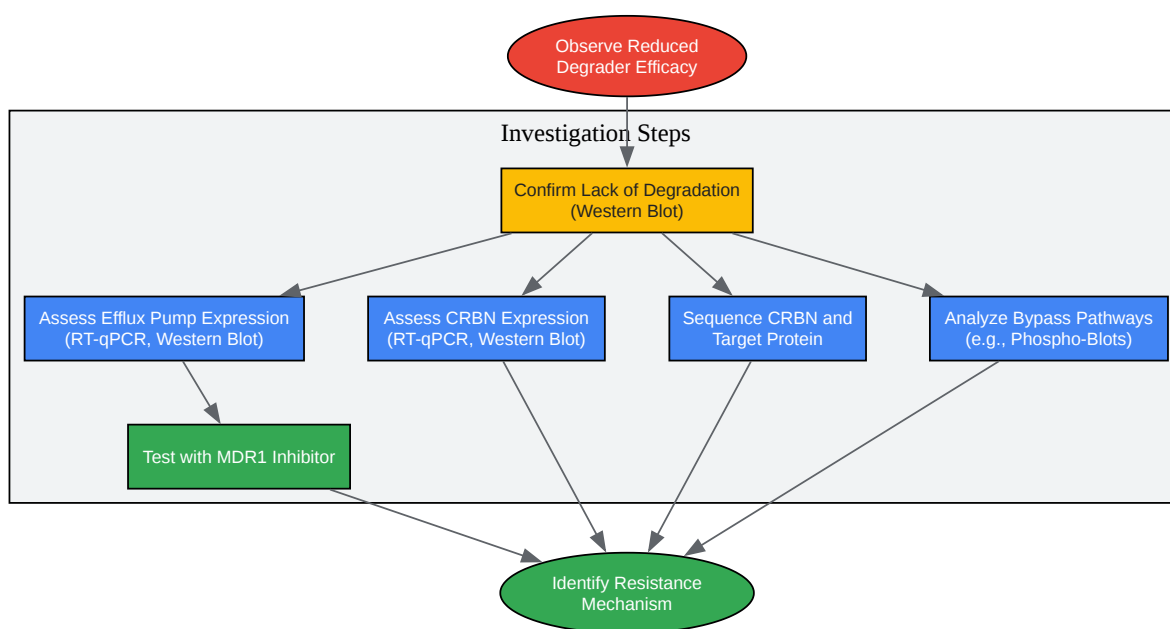 Observe Reduced
Degrader Efficacy
Investigation Steps
Confirm Lack of Degradation
(Western Blot)
Assess Efflux Pump Expression
(RT-qPCR, Western Blot)
Assess CRBN Expression
(RT-qPCR, Western Blot)
Sequence CRBN and
Target Protein
Analyze Bypass Pathways
(e.g., Phospho-Blots)
Test with MDR1 Inhibitor
Identify Resistance
Mechanism